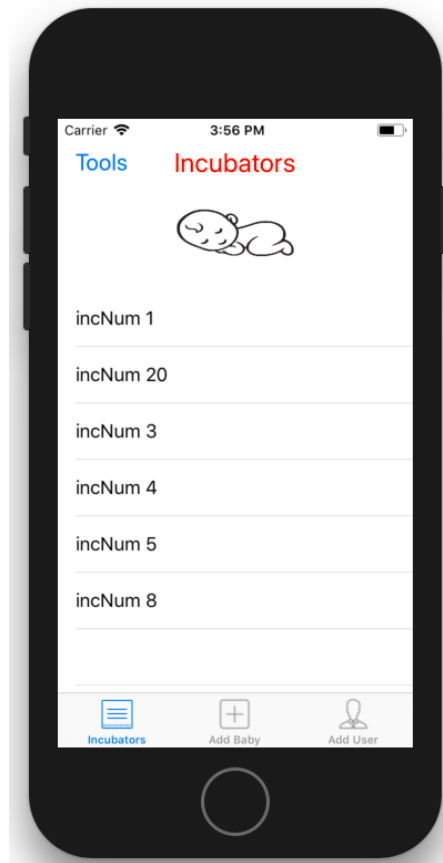 Carrier 3:56 PM
Tools Incubators
incNum 1
incNum 20
incNum 3
incNum 4
incNum 5
incNum 8
Incubators Add Baby Add User